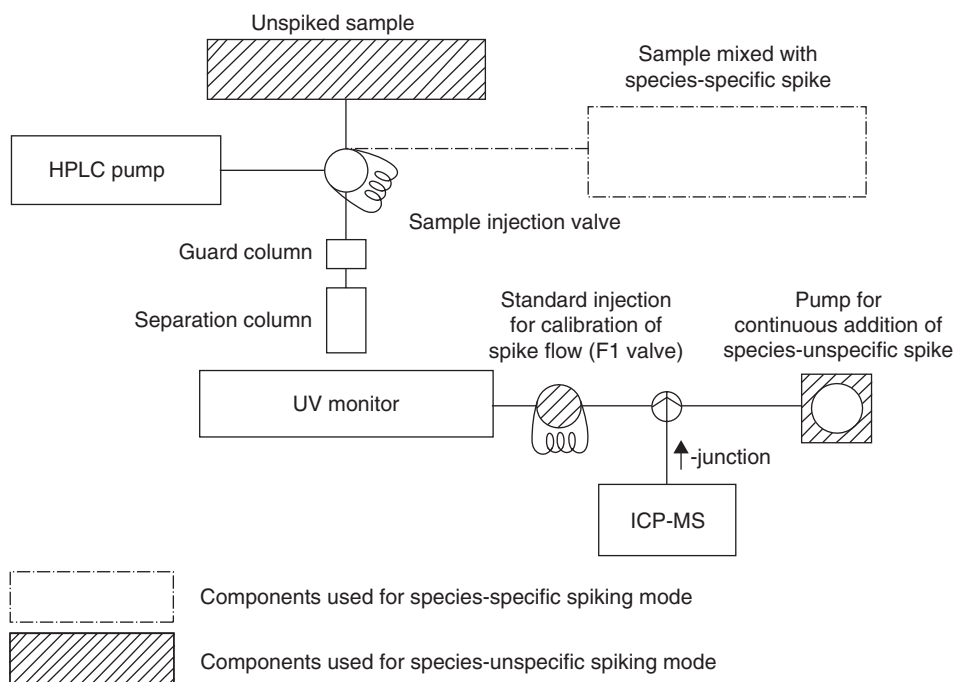 Unspiked sample
Sample mixed with
species-specific spike
HPLC pump
Sample injection valve
Guard column
Separation column
Standard injection
for calibration of
spike flow (F1 valve)
Pump for
continuous addition of
species-unspecific spike
UV monitor
-junction
ICP-MS
Components used for species-specific spiking mode
Components used for species-unspecific spiking mode